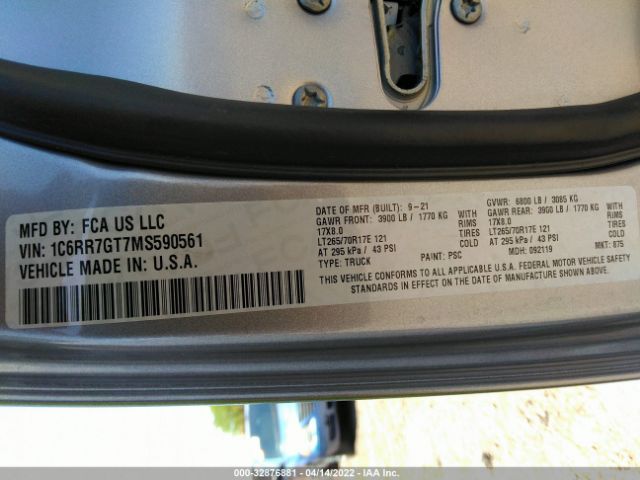 MFD BY: FCA US LLC
VIN: 1C6RR7GT7MS590561
VEHICLE MADE IN: U.S.A.
DATE OF MFR (BUILT): 9-21
GVWR: 6800 LB / 3085 KG
GAWR FRONT: 3900 LB / 1770 KG WITH
GAWR REAR: 3900 LB / 1770 KG WITH
17X8.0 RIMS
17X8.0 RIMS
LT265/70R17E 121 TIRES
LT265/70R17E 121 TIRES
AT 295 kPa / 43 PSI COLD
AT 295 kPa / 43 PSI COLD
TYPE: TRUCK PAINT: PSC MDH: 092119 MKT: 875
THIS VEHICLE CONFORMS TO ALL APPLICABLE U.S.A. FEDERAL MOTOR VEHICLE SAFETY
STANDARDS IN EFFECT ON THE DATE OF MANUFACTURE SHOWN ABOVE.
000-32876881 - 04/14/2022 - IAA Inc.